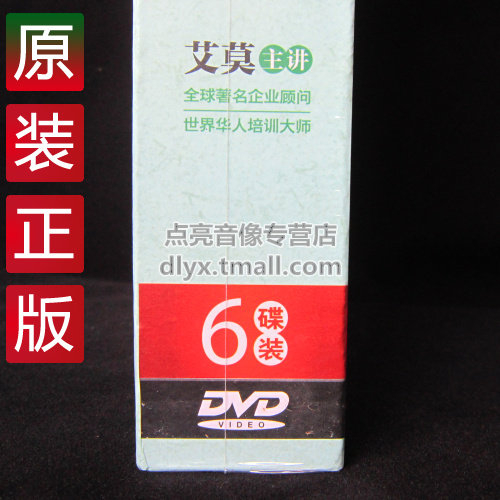 原
装
正
版
艾莫 主讲
全球著名企业顾问
世界华人培训大师
点亮音像专营店
dlyx.tmall.com
6碟装
DVD
VIDEO